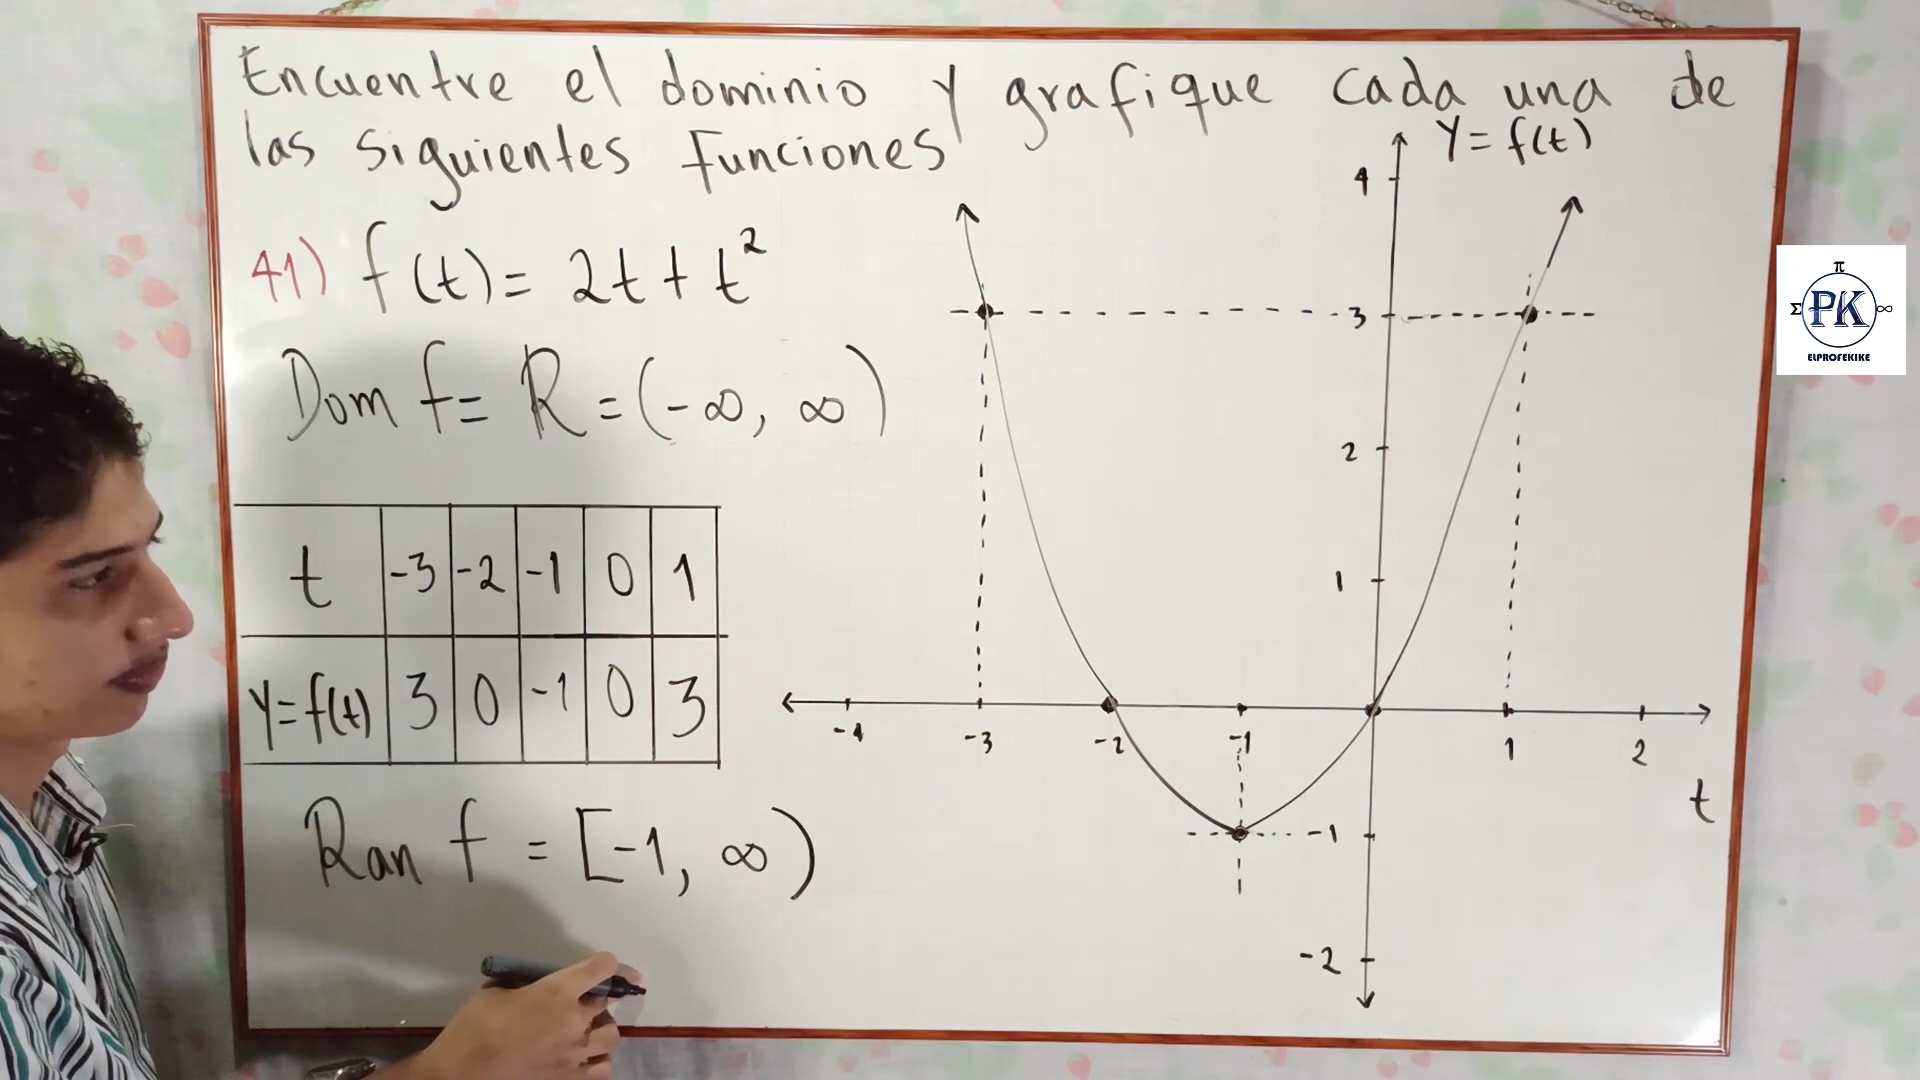 Encuentre el dominio y grafique cada una de
las siguientes funciones
41) f(t) = 2t + t²
Dom f = R = (-∞, ∞)
t -3 -2 -1 0 1
Y=f(t) 3 0 -1 0 3
Ran f = [-1, ∞)
Y = f(t)
4
3
2
1
-4 -3 -2 -1 1 2
t
-1
-2
π
Σ PK ∞
ELPROFEKIKE